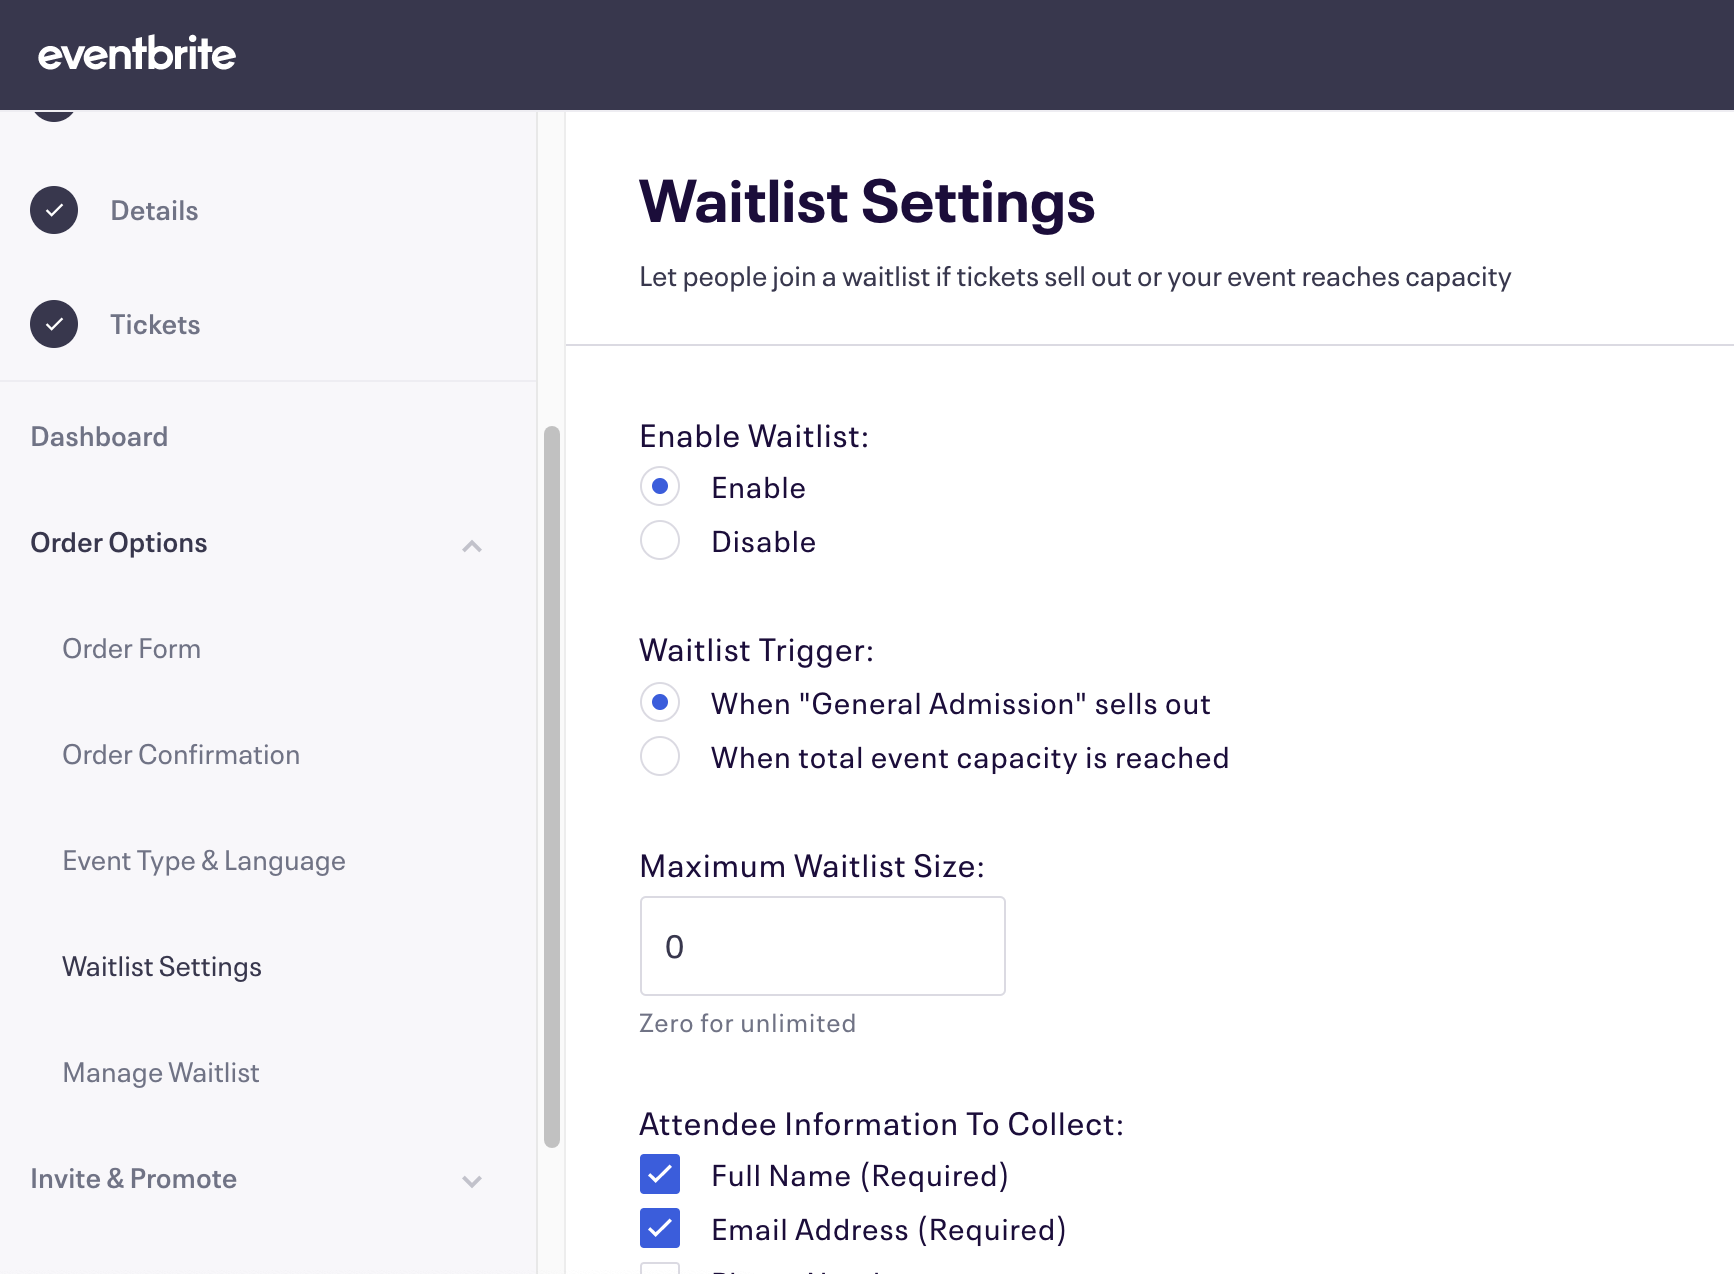 eventbrite
Details
Tickets
Dashboard
Order Options
Order Form
Order Confirmation
Event Type & Language
Waitlist Settings
Manage Waitlist
Invite & Promote
Waitlist Settings
Let people join a waitlist if tickets sell out or your event reaches capacity
Enable Waitlist:
Enable
Disable
Waitlist Trigger:
When "General Admission" sells out
When total event capacity is reached
Maximum Waitlist Size:
0
Zero for unlimited
Attendee Information To Collect:
Full Name (Required)
Email Address (Required)